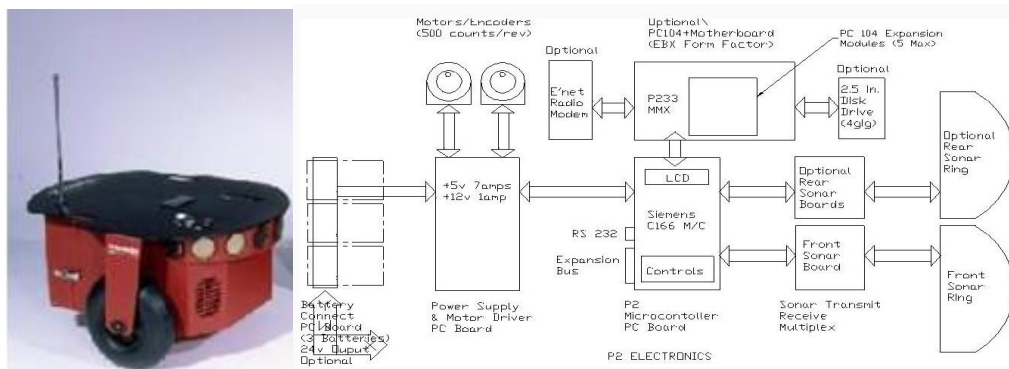 Motors/Encoders
(500 counts/rev)
Optional\
PC104+Motherboard
(EBX Form Factor)
PC 104 Expansion
Modules (5 Max)
Optional
E'net
Radio
Modem
P233
MMX
Optional
2.5 in.
Disk
Drive
(4gig)
Optional
Rear
Sonar
Ring
+5v 7amps
+12v 1amp
LCD
Siemens
C166 M/C
Optional
Rear
Sonar
Boards
RS 232
Expansion
Bus
Controls
Front
Sonar
Board
Front
Sonar
Ring
Battery
Connect
PC Board
(3 Batteries)
24v Ouput
Optional
Power Supply
& Motor Driver
PC Board
P2
Microcontoller
PC Board
Sonar Transmit
Receive
Multiplex
P2 ELECTRONICS